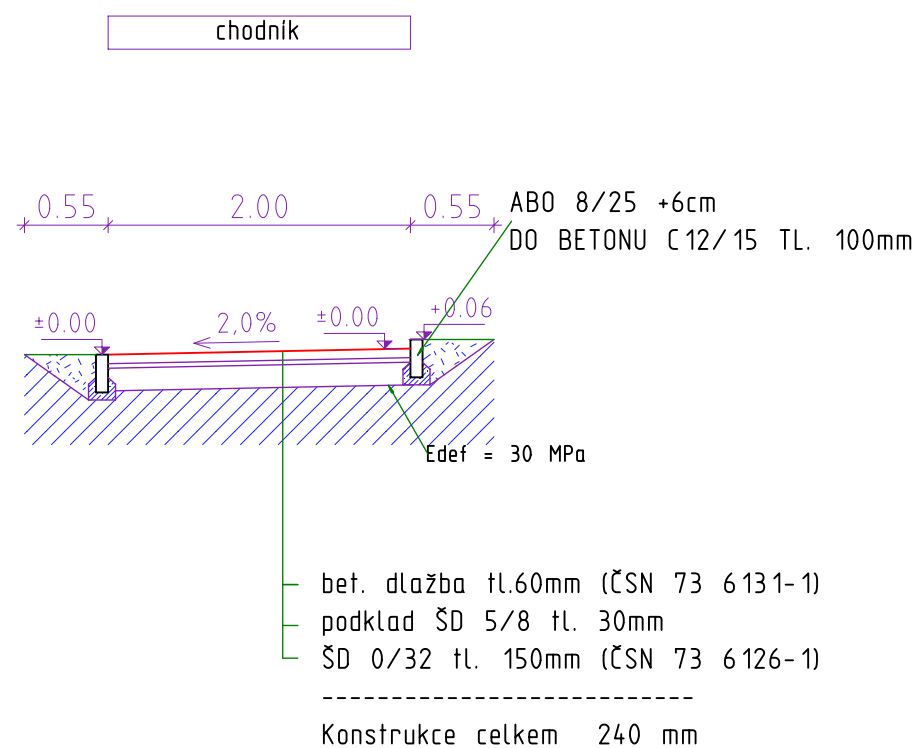 chodník
0.55 2.00 0.55
ABO 8/25 +6cm
DO BETONU C12/15 TL. 100mm
±0.00 2,0% ±0.00 +0.06
Edef = 30 MPa
bet. dlažba tl.60mm (ČSN 73 6131-1)
podklad ŠD 5/8 tl. 30mm
ŠD 0/32 tl. 150mm (ČSN 73 6126-1)
---------------------------
Konstrukce celkem 240 mm